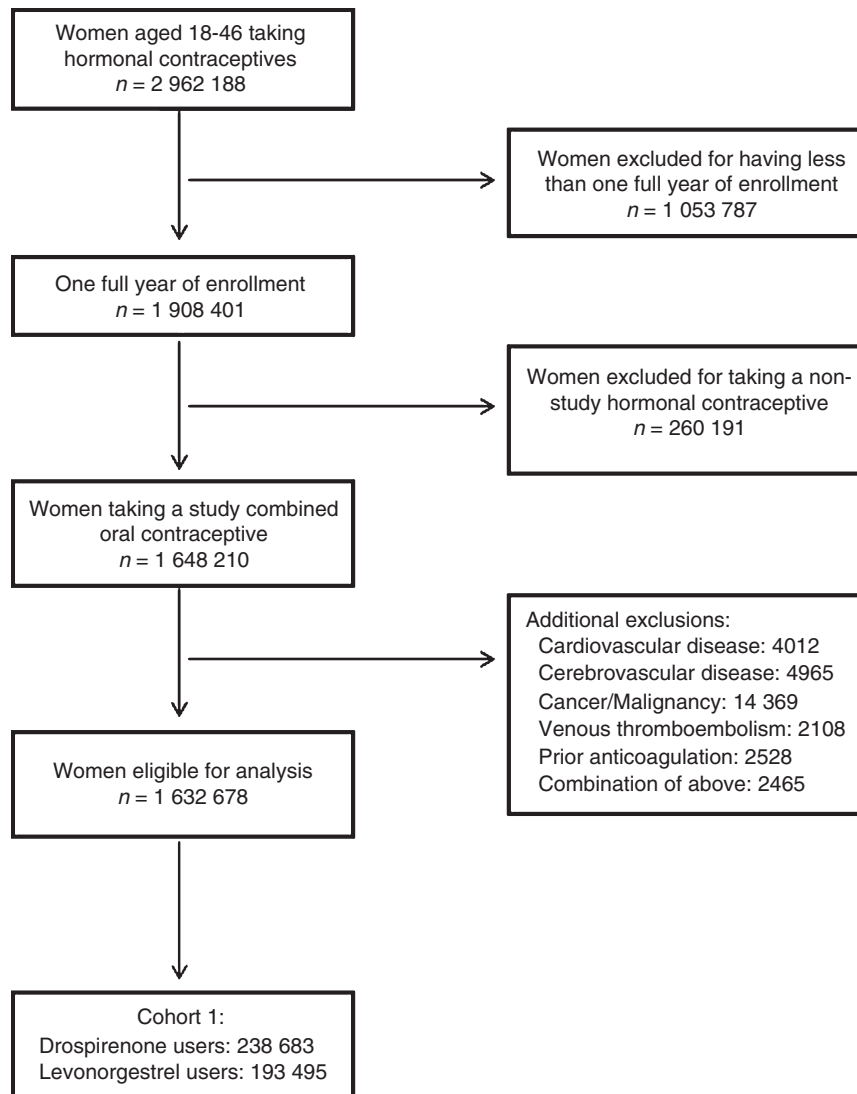 Women aged 18-46 taking
hormonal contraceptives
n = 2 962 188
Women excluded for having less
than one full year of enrollment
n = 1 053 787
One full year of enrollment
n = 1 908 401
Women excluded for taking a non-
study hormonal contraceptive
n = 260 191
Women taking a study combined
oral contraceptive
n = 1 648 210
Additional exclusions:
Cardiovascular disease: 4012
Cerebrovascular disease: 4965
Cancer/Malignancy: 14 369
Venous thromboembolism: 2108
Prior anticoagulation: 2528
Combination of above: 2465
Women eligible for analysis
n = 1 632 678
Cohort 1:
Drospirenone users: 238 683
Levonorgestrel users: 193 495